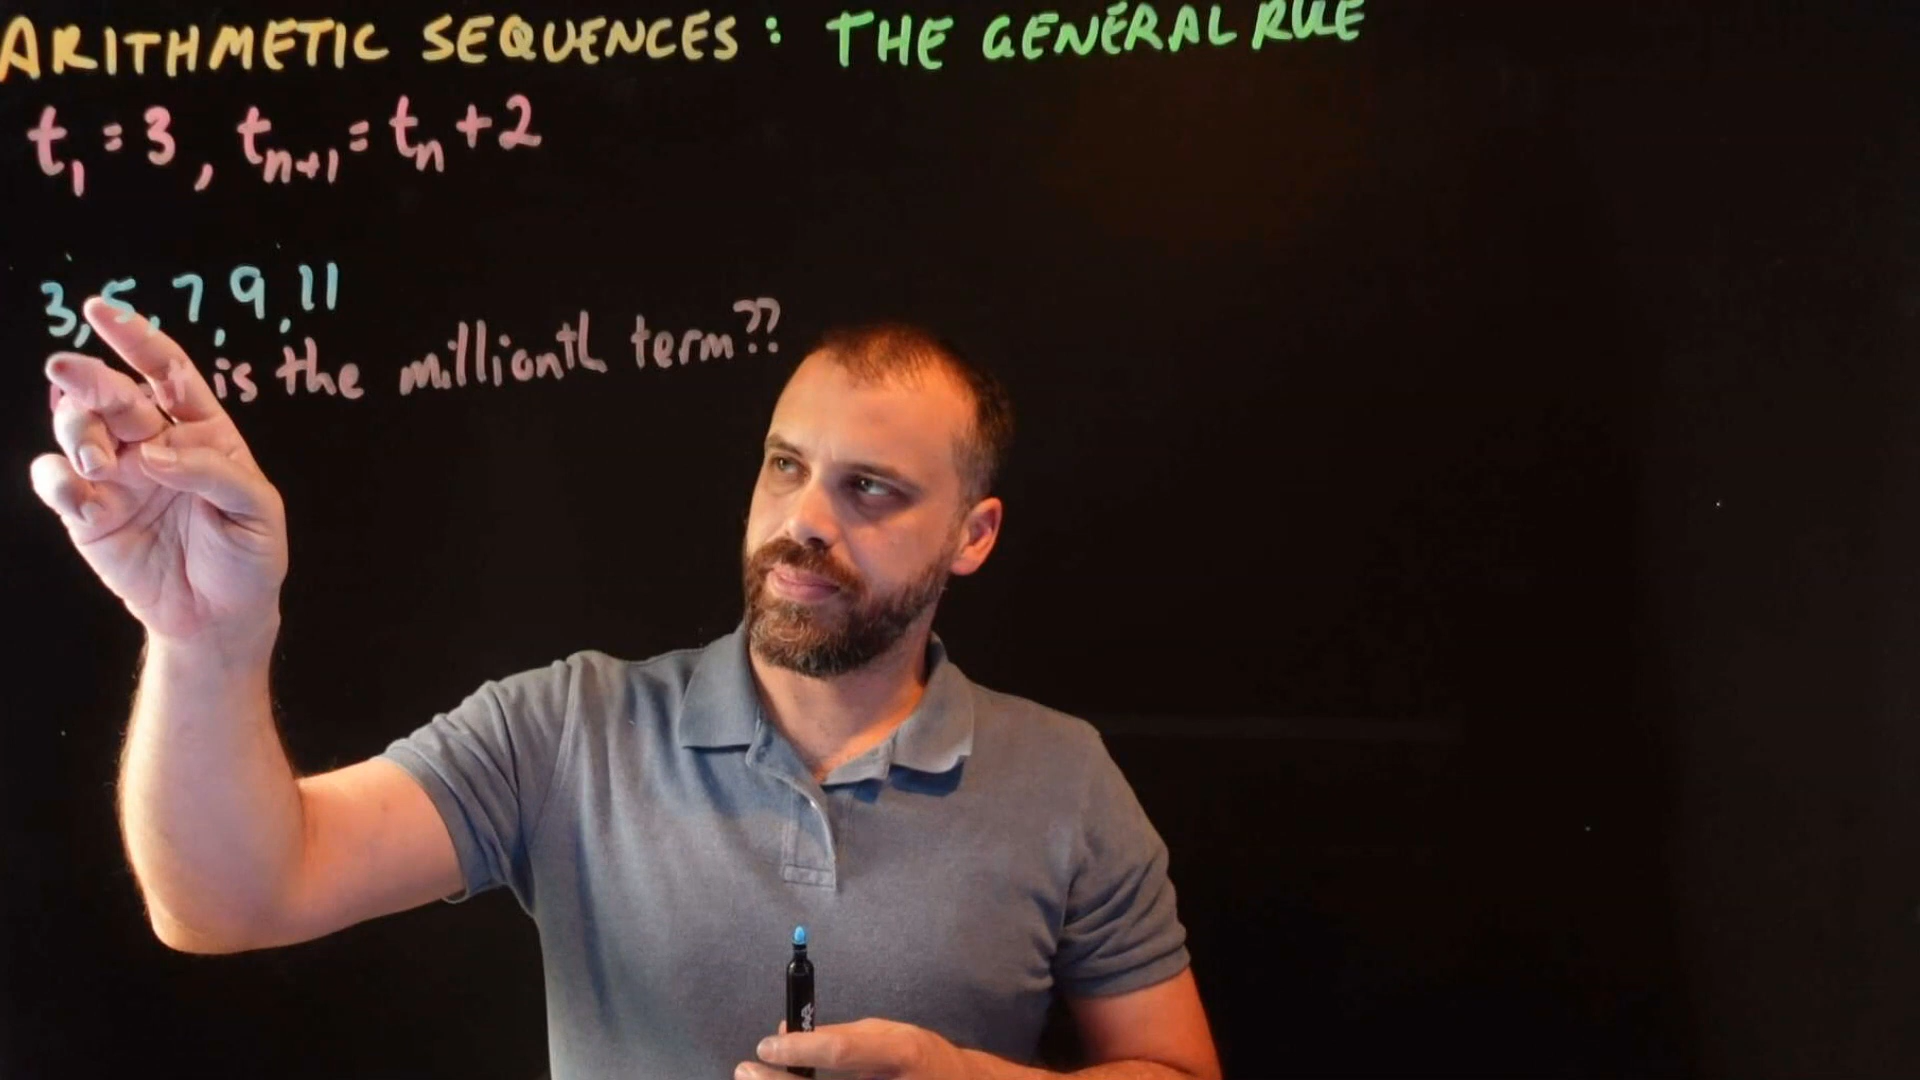 ARITHMETIC SEQUENCES: THE GENERAL RULE
t₁ = 3, tₙ₊₁ = tₙ + 2
3, 5, 7, 9, 11
is the millionth term??